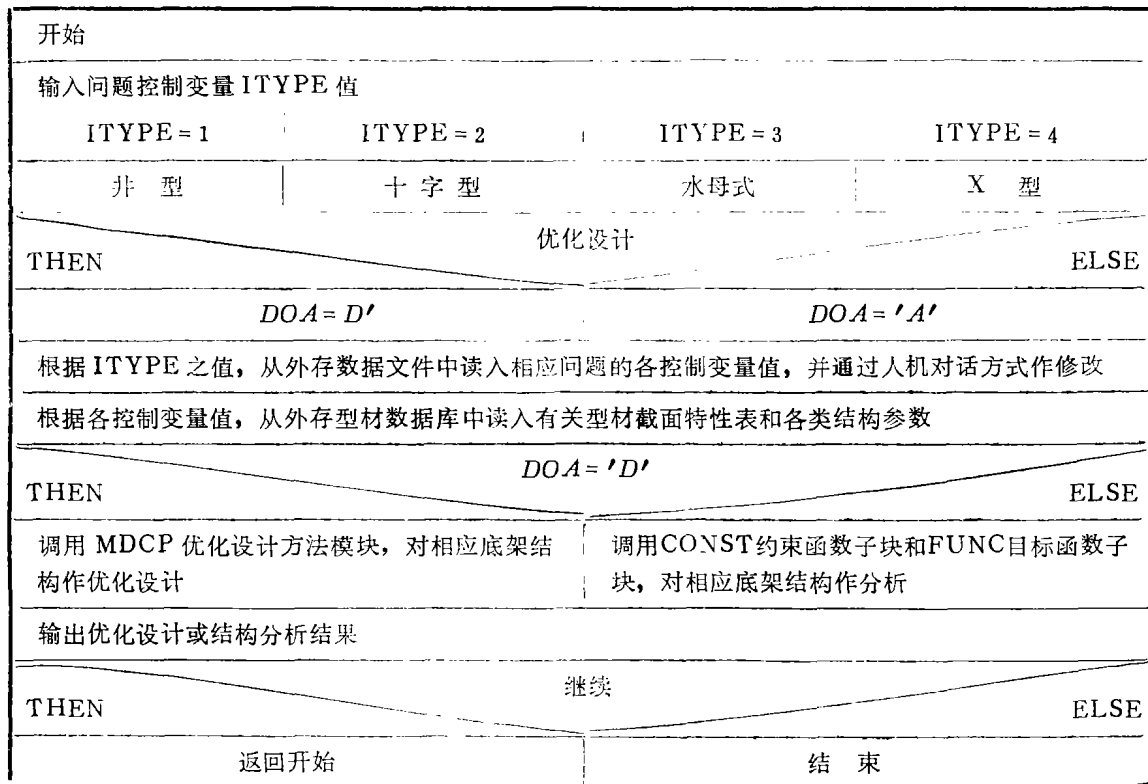 开始
输入问题控制变量 ITYPE 值
ITYPE = 1 ITYPE = 2 ITYPE = 3 ITYPE = 4
井 型 十 字 型 水母式 X 型
优化设计
THEN ELSE
DOA = D′ DOA = ′A′
根据 ITYPE 之值，从外存数据文件中读入相应问题的各控制变量值，并通过人机对话方式作修改
根据各控制变量值，从外存型材数据库中读入有关型材截面特性表和各类结构参数
DOA = ′D′
THEN ELSE
调用 MDCP 优化设计方法模块，对相应底架结 调用CONST约束函数子块和FUNC目标函数子
构作优化设计 块，对相应底架结构作分析
输出优化设计或结构分析结果
继续
THEN ELSE
返回开始 结 束